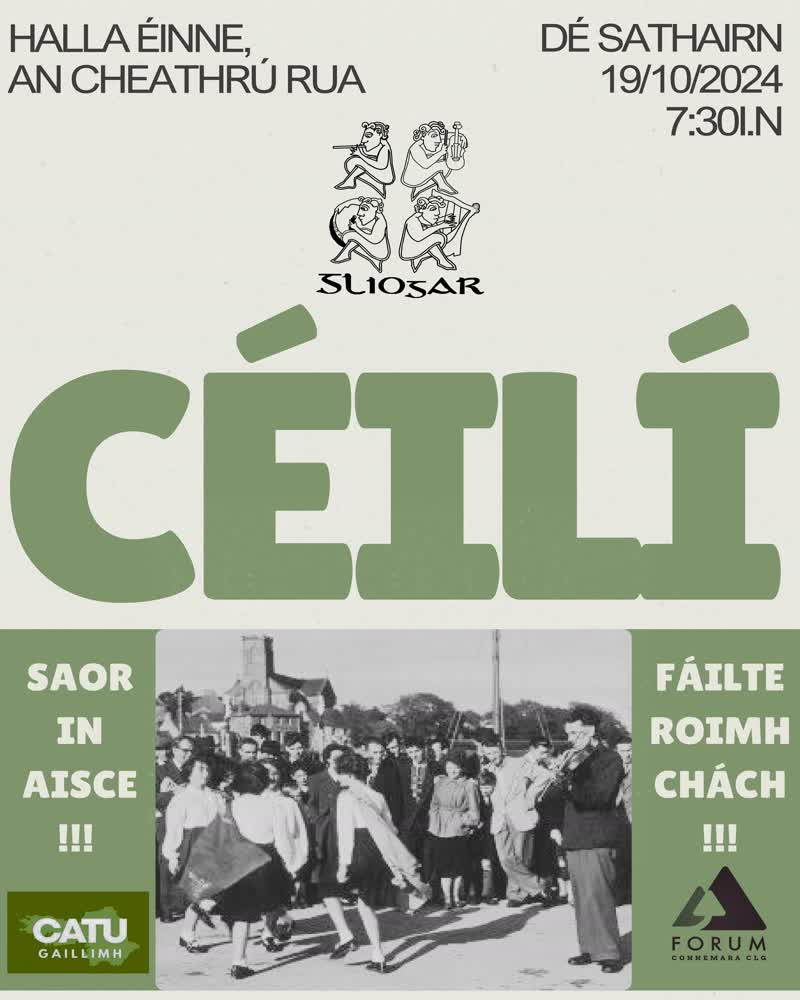 HALLA ÉINNE,
AN CHEATHRÚ RUA
DÉ SATHAIRN
19/10/2024
7:30I.N
GLIOGAR
CÉILÍ
SAOR
IN
AISCE
!!!
FÁILTE
ROIMH
CHÁCH
!!!
CATU
GAILLIMH
FORUM
CONNEMARA CLG